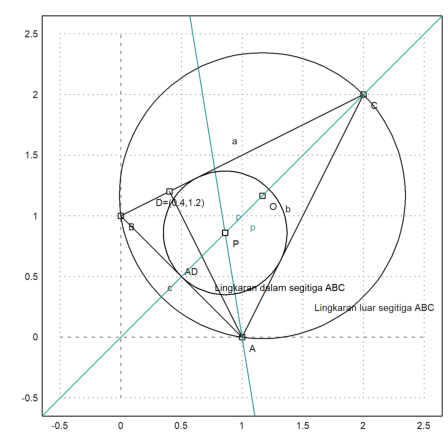 2.5
2
C
1.5
a
D=(0.4,1.2)
O
b
1
B
p
p
P
0.5
AD
c
Lingkaran dalam segitiga ABC
Lingkaran luar segitiga ABC
0
A
-0.5
-0.5 0 0.5 1 1.5 2 2.5